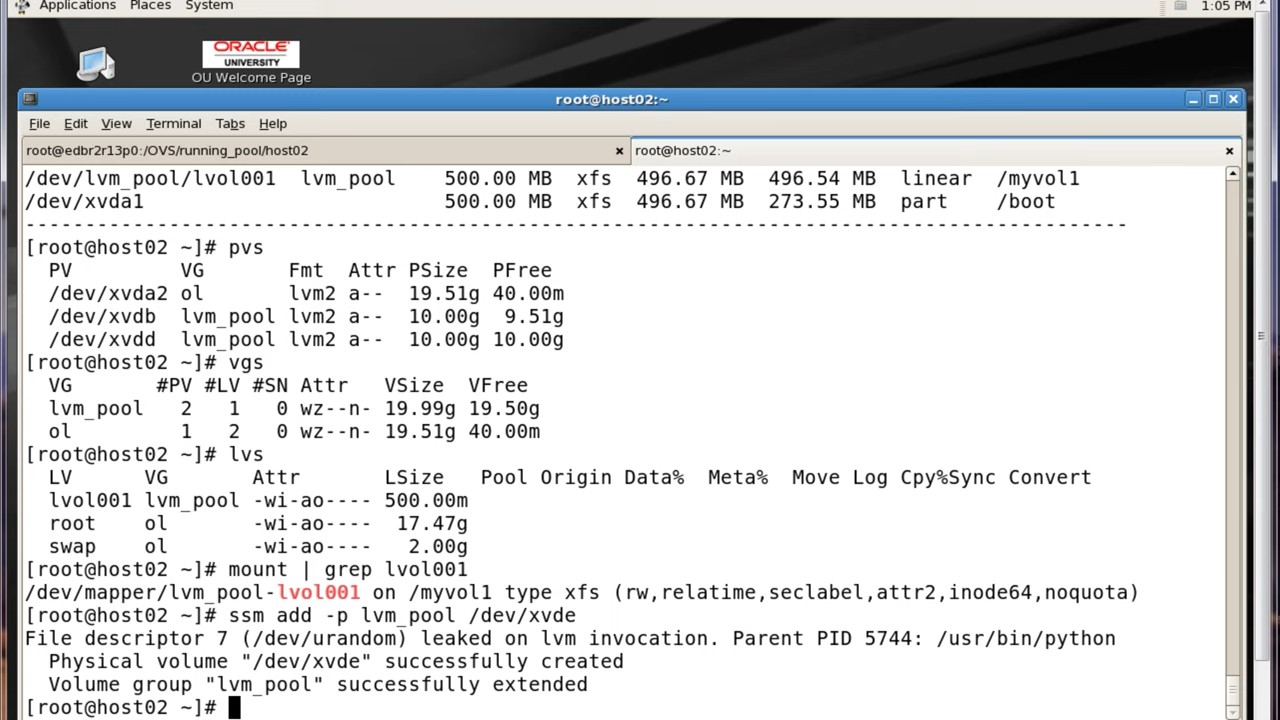 Applications Places System 1:05 PM
ORACLE
UNIVERSITY
OU Welcome Page
root@host02:~
File Edit View Terminal Tabs Help
root@edbr2r13p0:/OVS/running_pool/host02 x root@host02:~ x
/dev/lvm_pool/lvol001 lvm_pool 500.00 MB xfs 496.67 MB 496.54 MB linear /myvol1
/dev/xvda1 500.00 MB xfs 496.67 MB 273.55 MB part /boot
--------------------------------------------------------------------------------------------
[root@host02 ~]# pvs
PV VG Fmt Attr PSize PFree
/dev/xvda2 ol lvm2 a-- 19.51g 40.00m
/dev/xvdb lvm_pool lvm2 a-- 10.00g 9.51g
/dev/xvdd lvm_pool lvm2 a-- 10.00g 10.00g
[root@host02 ~]# vgs
VG #PV #LV #SN Attr VSize VFree
lvm_pool 2 1 0 wz--n- 19.99g 19.50g
ol 1 2 0 wz--n- 19.51g 40.00m
[root@host02 ~]# lvs
LV VG Attr LSize Pool Origin Data% Meta% Move Log Cpy%Sync Convert
lvol001 lvm_pool -wi-ao---- 500.00m
root ol -wi-ao---- 17.47g
swap ol -wi-ao---- 2.00g
[root@host02 ~]# mount | grep lvol001
/dev/mapper/lvm_pool-lvol001 on /myvol1 type xfs (rw,relatime,seclabel,attr2,inode64,noquota)
[root@host02 ~]# ssm add -p lvm_pool /dev/xvde
File descriptor 7 (/dev/urandom) leaked on lvm invocation. Parent PID 5744: /usr/bin/python
Physical volume "/dev/xvde" successfully created
Volume group "lvm_pool" successfully extended
[root@host02 ~]#